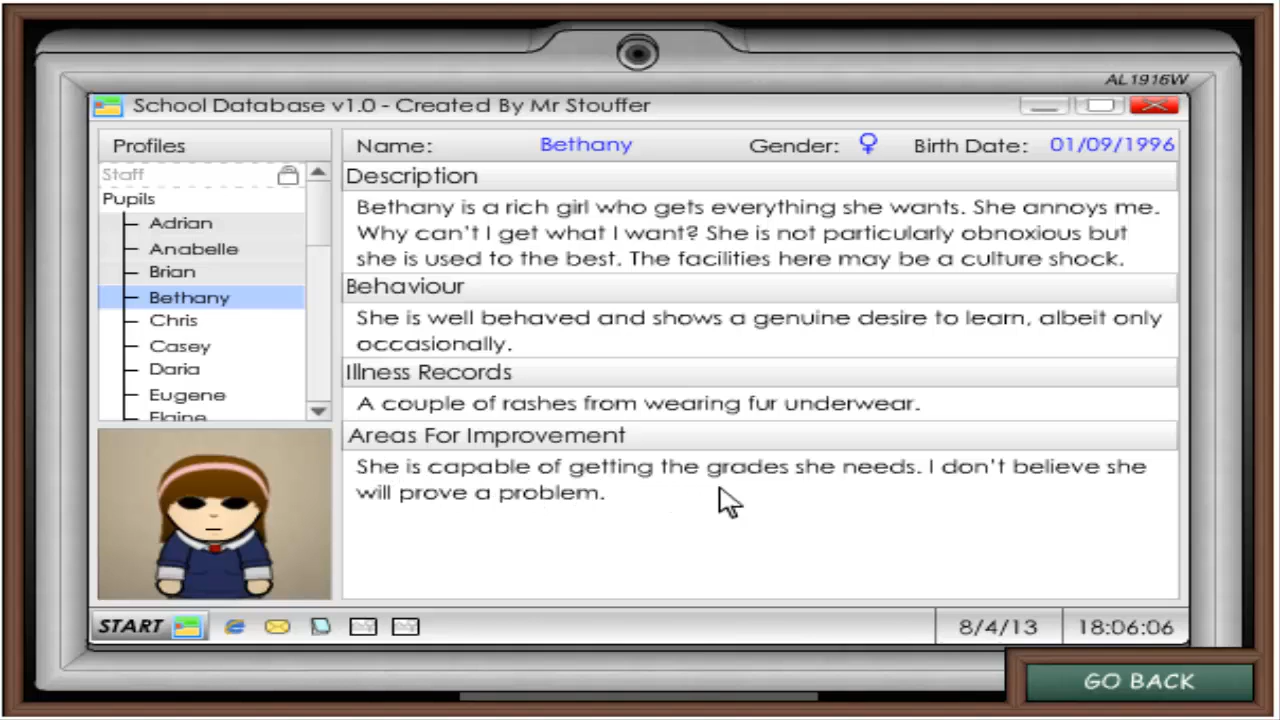 AL1916W
School Database v1.0 - Created By Mr Stouffer
Profiles
Staff
Pupils
Adrian
Anabelle
Brian
Bethany
Chris
Casey
Daria
Eugene
Elaine
Name: Bethany Gender: ♀ Birth Date: 01/09/1996
Description
Bethany is a rich girl who gets everything she wants. She annoys me.
Why can't I get what I want? She is not particularly obnoxious but
she is used to the best. The facilities here may be a culture shock.
Behaviour
She is well behaved and shows a genuine desire to learn, albeit only
occasionally.
Illness Records
A couple of rashes from wearing fur underwear.
Areas For Improvement
She is capable of getting the grades she needs. I don't believe she
will prove a problem.
START
8/4/13 18:06:06
GO BACK